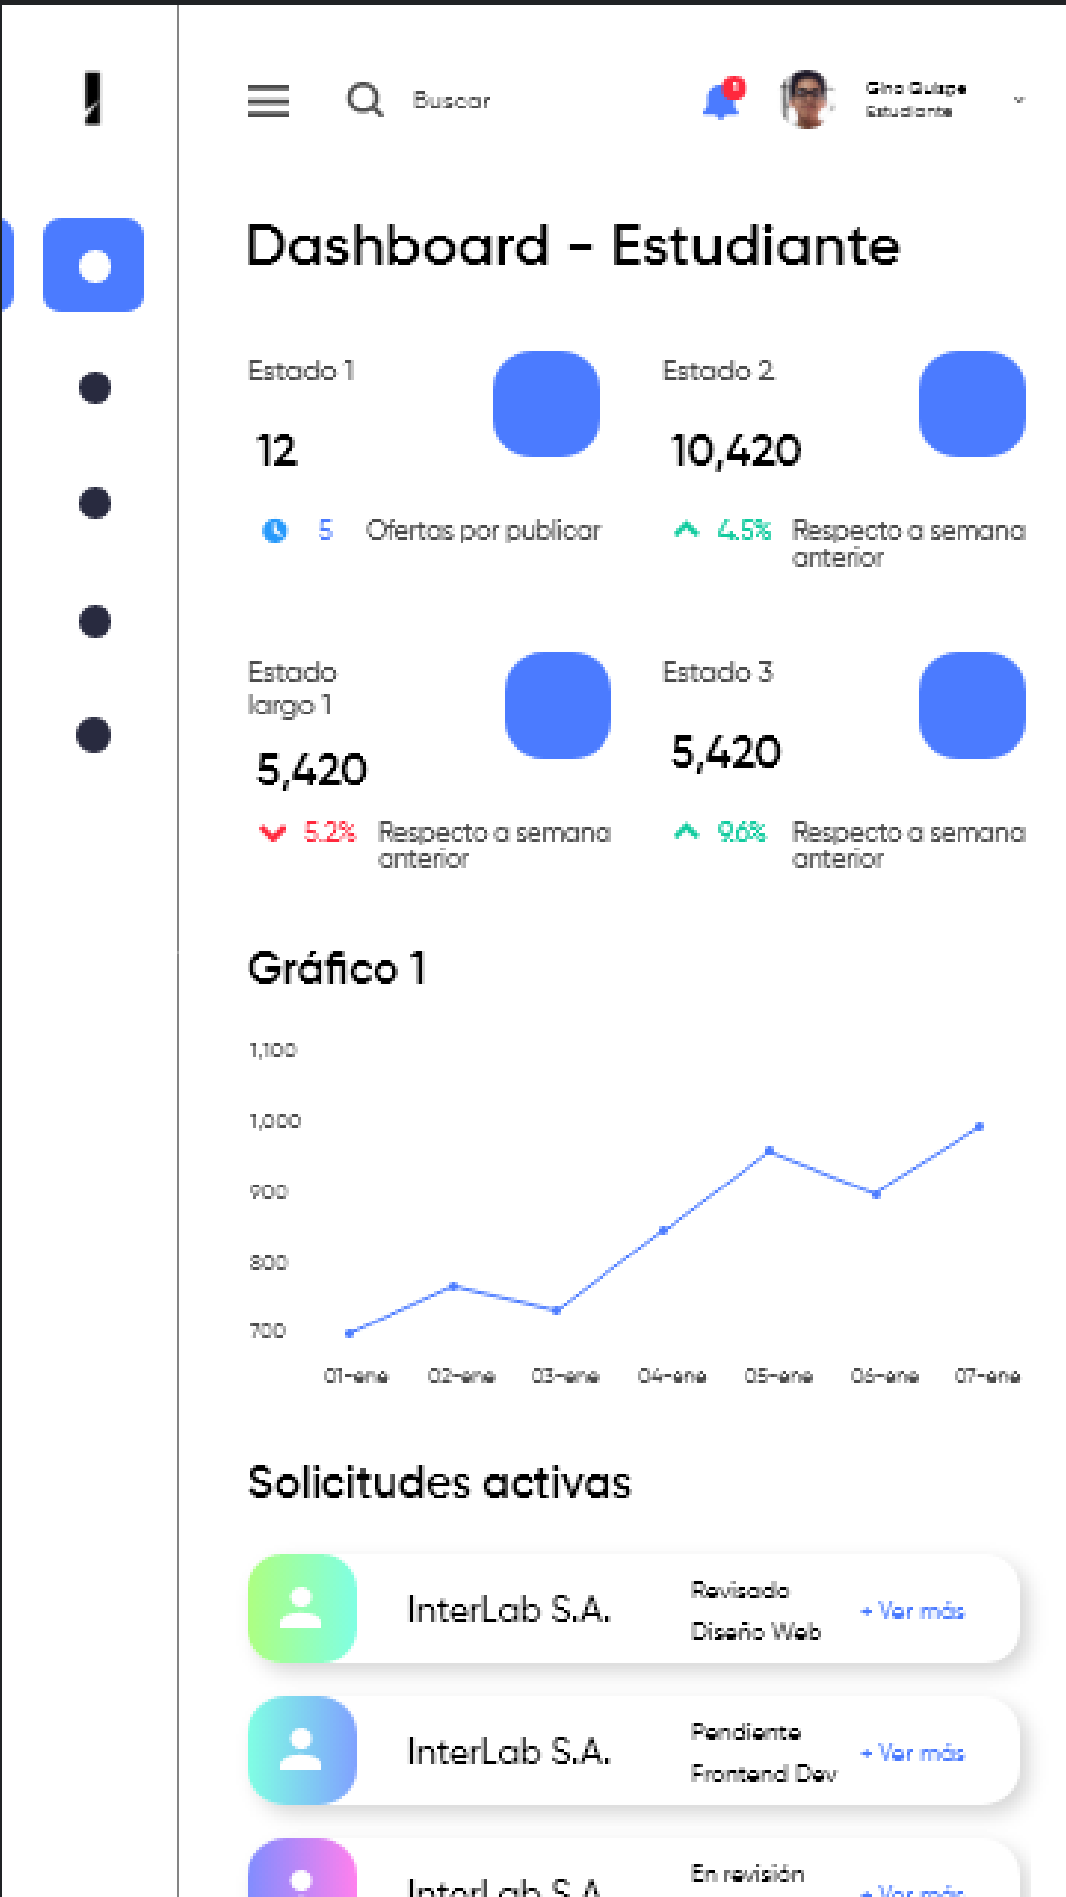 Buscar
1
Gino Quispe
Estudiante
Dashboard - Estudiante
Estado 1
12
5 Ofertas por publicar
Estado 2
10,420
4.5% Respecto a semana
anterior
Estado
largo 1
5,420
5.2% Respecto a semana
anterior
Estado 3
5,420
9.6% Respecto a semana
anterior
Gráfico 1
1,100
1,000
900
800
700
01-ene 02-ene 03-ene 04-ene 05-ene 06-ene 07-ene
Solicitudes activas
InterLab S.A.
Revisado
Diseño Web
+ Ver más
InterLab S.A.
Pendiente
Frontend Dev
+ Ver más
InterLab S.A.
En revisión
+ Ver más